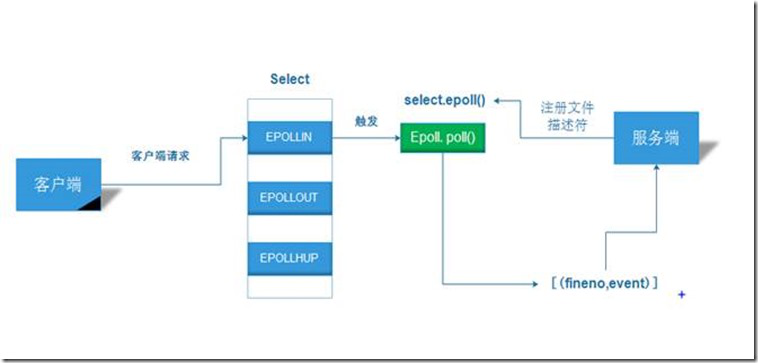 Select
select.epoll()
注册文件
描述符
EPOLLIN
触发
Epoll. poll()
服务端
客户端请求
客户端
EPOLLOUT
EPOLLHUP
[(fineno,event)]